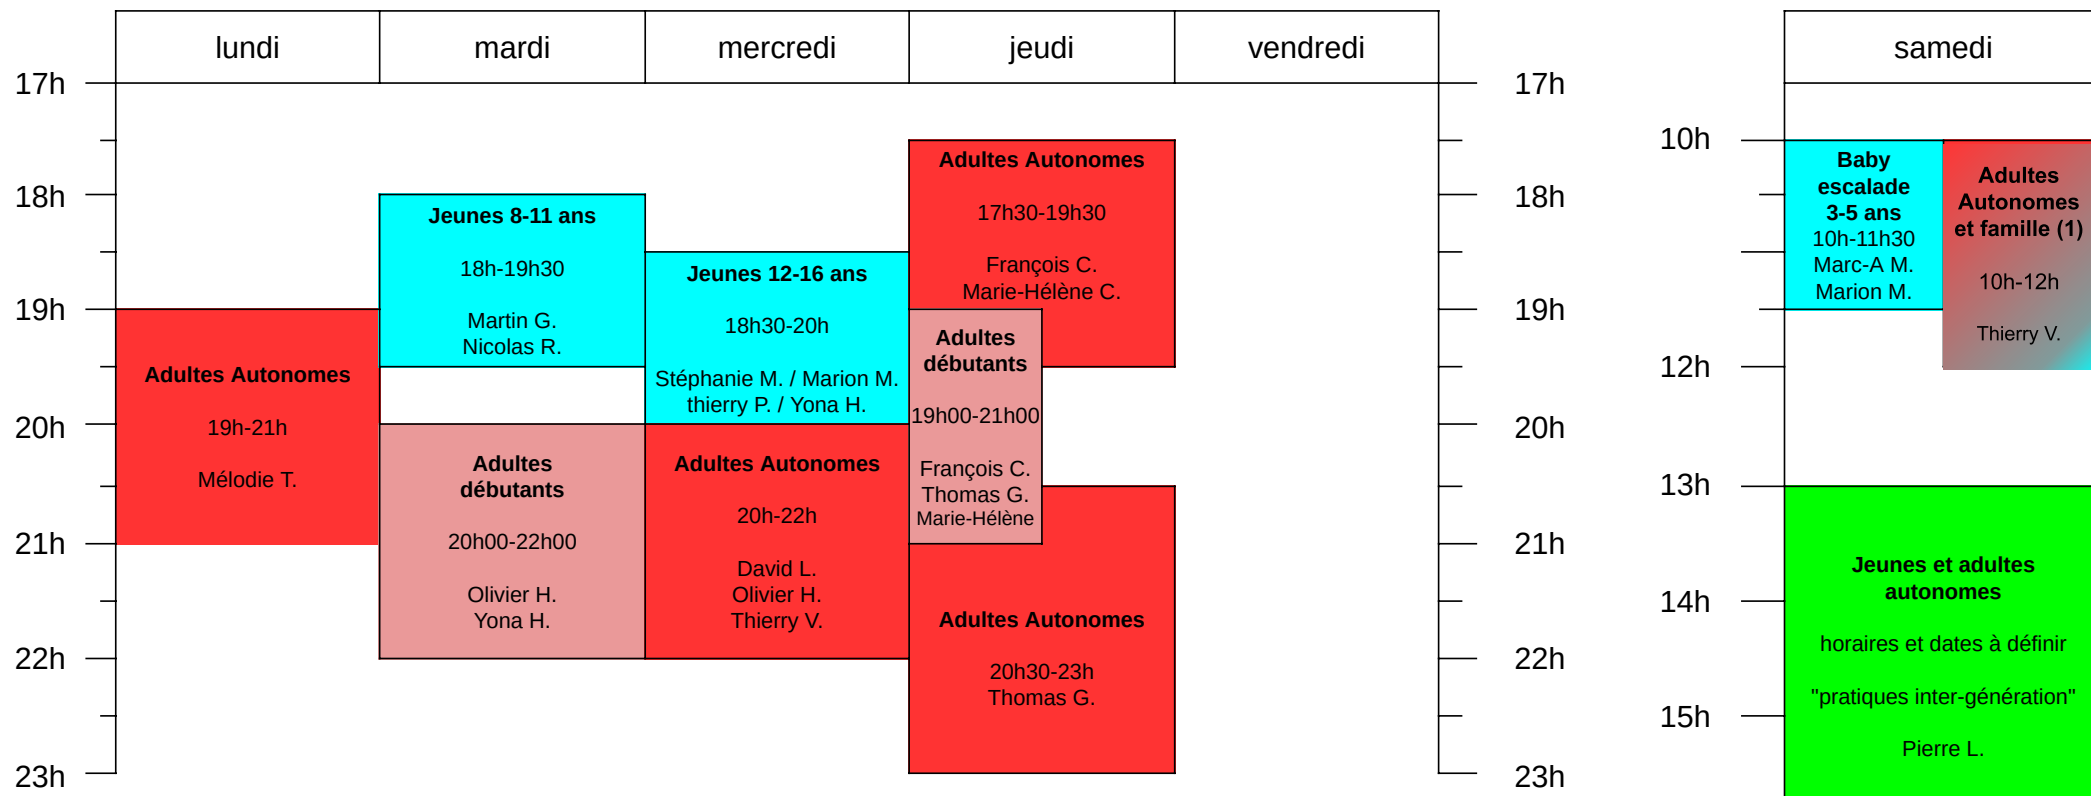 lundi
mardi
mercredi
jeudi
vendredi
samedi
17h
18h
19h
20h
21h
22h
23h
Adultes Autonomes
19h-21h
Mélodie T.
Jeunes 8-11 ans
18h-19h30
Martin G.
Nicolas R.
Adultes
débutants
20h00-22h00
Olivier H.
Yona H.
Jeunes 12-16 ans
18h30-20h
Stéphanie M. / Marion M.
thierry P. / Yona H.
Adultes Autonomes
20h-22h
David L.
Olivier H.
Thierry V.
Adultes Autonomes
17h30-19h30
François C.
Marie-Hélène C.
Adultes
débutants
19h00-21h00
François C.
Thomas G.
Marie-Hélène
Adultes Autonomes
20h30-23h
Thomas G.
17h
18h
19h
20h
21h
22h
23h
10h
12h
13h
14h
15h
Baby
escalade
3-5 ans
10h-11h30
Marc-A M.
Marion M.
Adultes
Autonomes
et famille (1)
10h-12h
Thierry V.
Jeunes et adultes
autonomes
horaires et dates à définir
"pratiques inter-génération"
Pierre L.